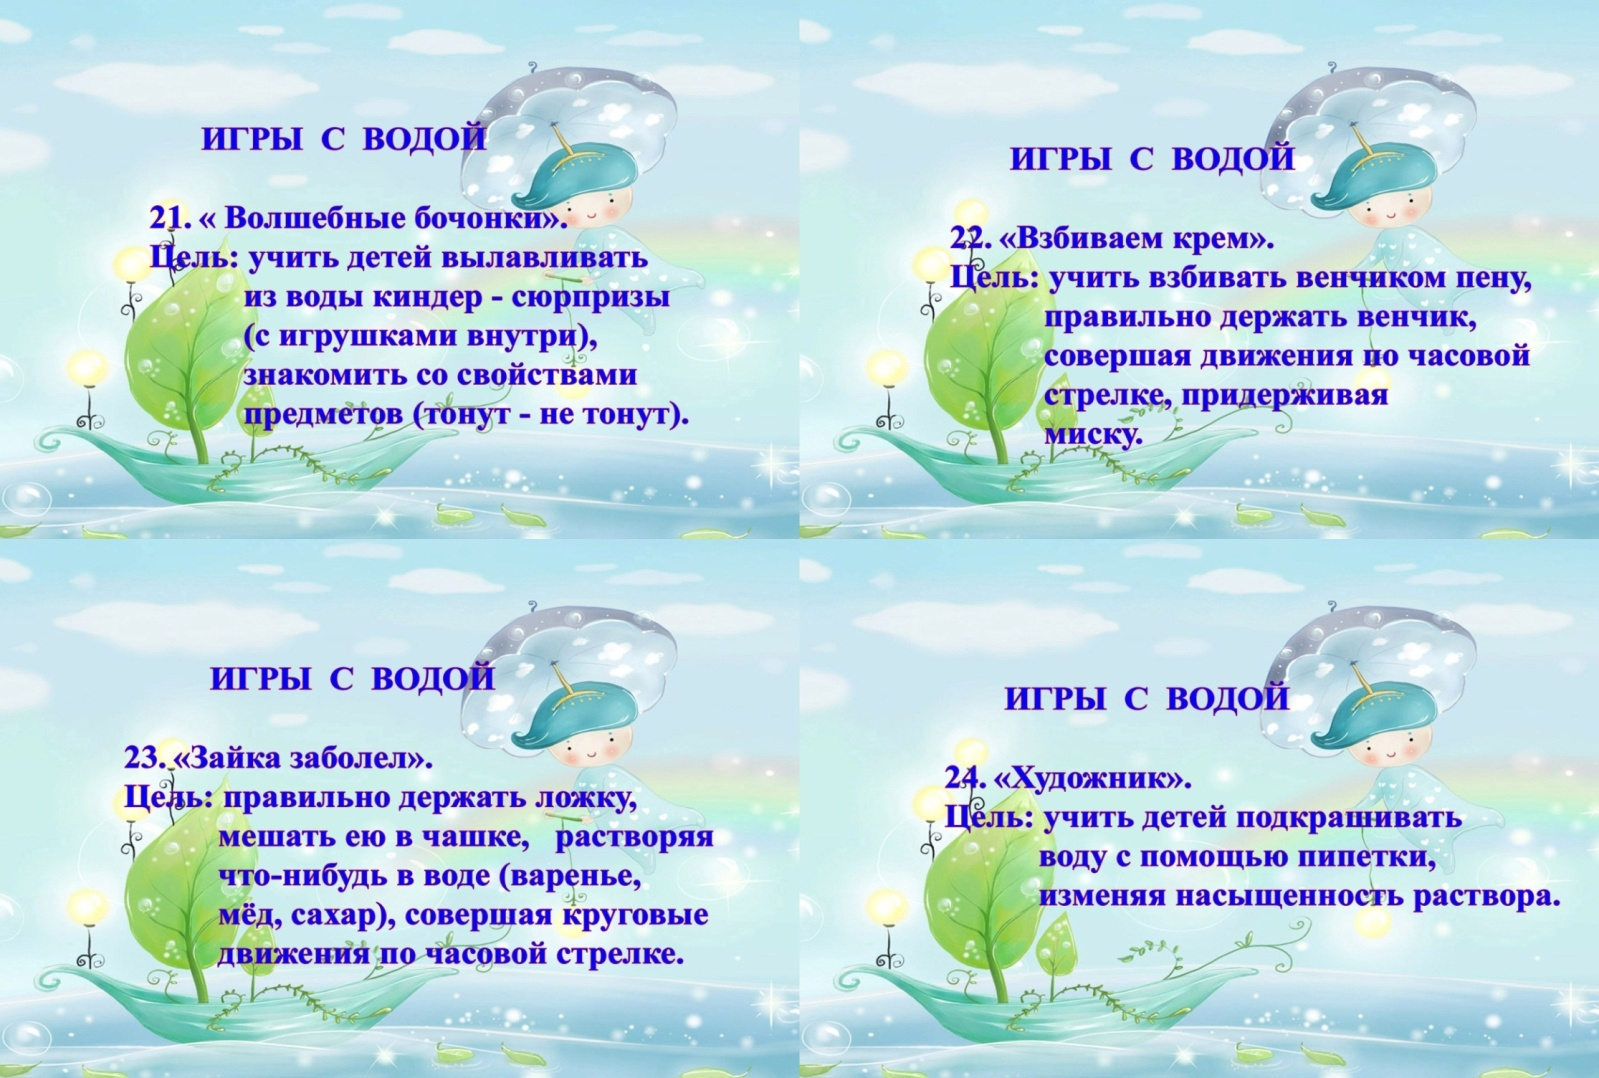 ИГРЫ С ВОДОЙ
21. « Волшебные бочонки».
Цель: учить детей вылавливать
из воды киндер - сюрпризы
(с игрушками внутри),
знакомить со свойствами
предметов (тонут - не тонут).
ИГРЫ С ВОДОЙ
22. «Взбиваем крем».
Цель: учить взбивать венчиком пену,
правильно держать венчик,
совершая движения по часовой
стрелке, придерживая
миску.
ИГРЫ С ВОДОЙ
23. «Зайка заболел».
Цель: правильно держать ложку,
мешать ею в чашке, растворяя
что-нибудь в воде (варенье,
мёд, сахар), совершая круговые
движения по часовой стрелке.
ИГРЫ С ВОДОЙ
24. «Художник».
Цель: учить детей подкрашивать
воду с помощью пипетки,
изменяя насыщенность раствора.